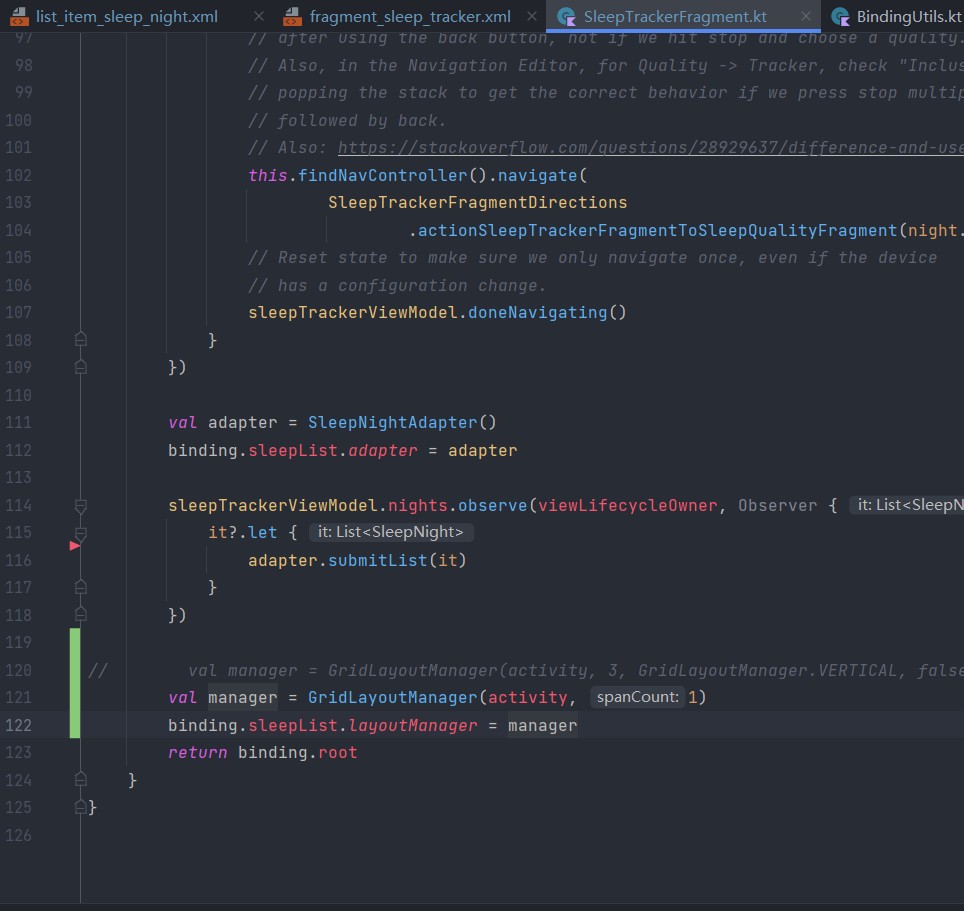 list_item_sleep_night.xml fragment_sleep_tracker.xml SleepTrackerFragment.kt BindingUtils.kt
97 // after using the back button, not if we hit stop and choose a quality.
98 // Also, in the Navigation Editor, for Quality -> Tracker, check "Inclus
99 // popping the stack to get the correct behavior if we press stop multip
100 // followed by back.
101 // Also: https://stackoverflow.com/questions/28929637/difference-and-use
102 this.findNavController().navigate(
103 SleepTrackerFragmentDirections
104 .actionSleepTrackerFragmentToSleepQualityFragment(night.
105 // Reset state to make sure we only navigate once, even if the device
106 // has a configuration change.
107 sleepTrackerViewModel.doneNavigating()
108 }
109 })
110
111 val adapter = SleepNightAdapter()
112 binding.sleepList.adapter = adapter
113
114 sleepTrackerViewModel.nights.observe(viewLifecycleOwner, Observer { it: List<SleepN
115 it?.let { it: List<SleepNight>
116 adapter.submitList(it)
117 }
118 })
119
120 // val manager = GridLayoutManager(activity, 3, GridLayoutManager.VERTICAL, false
121 val manager = GridLayoutManager(activity, spanCount: 1)
122 binding.sleepList.layoutManager = manager
123 return binding.root
124 }
125 }
126